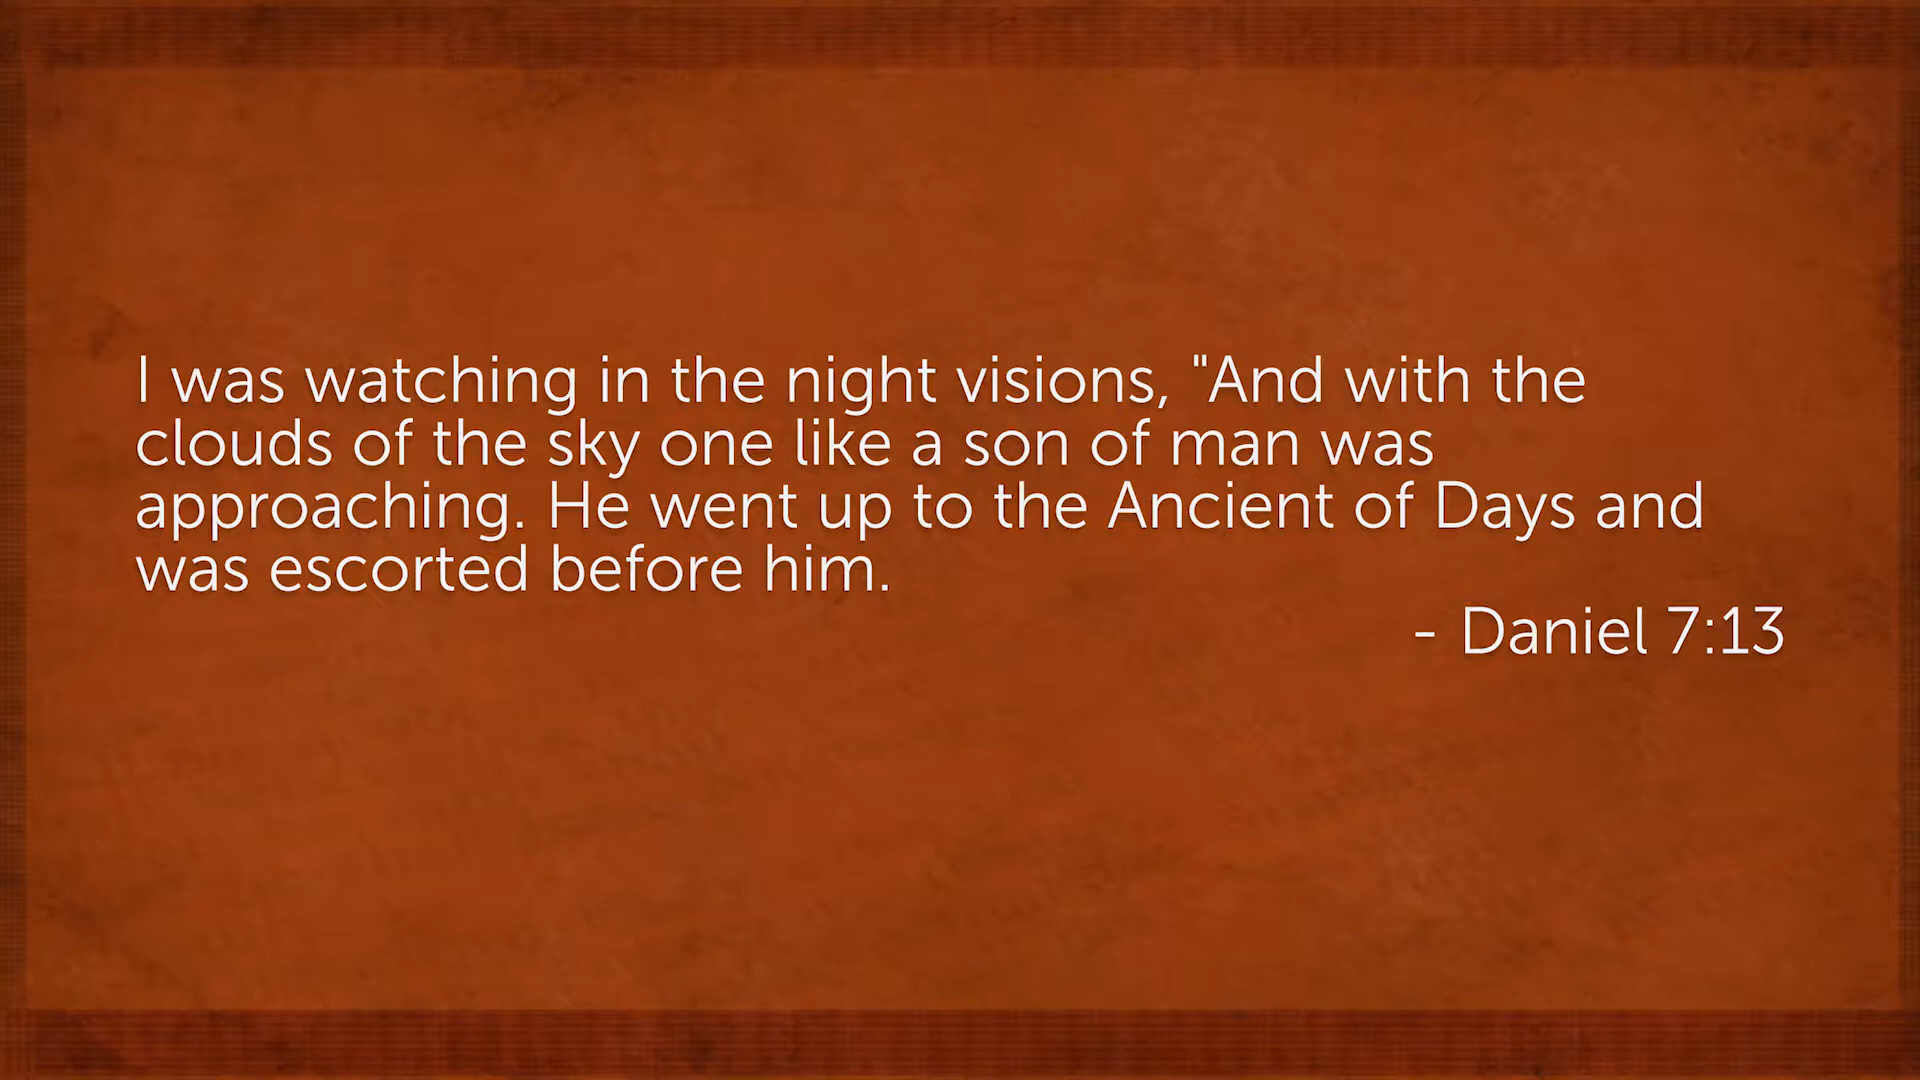 I was watching in the night visions, "And with the
clouds of the sky one like a son of man was
approaching. He went up to the Ancient of Days and
was escorted before him.
- Daniel 7:13